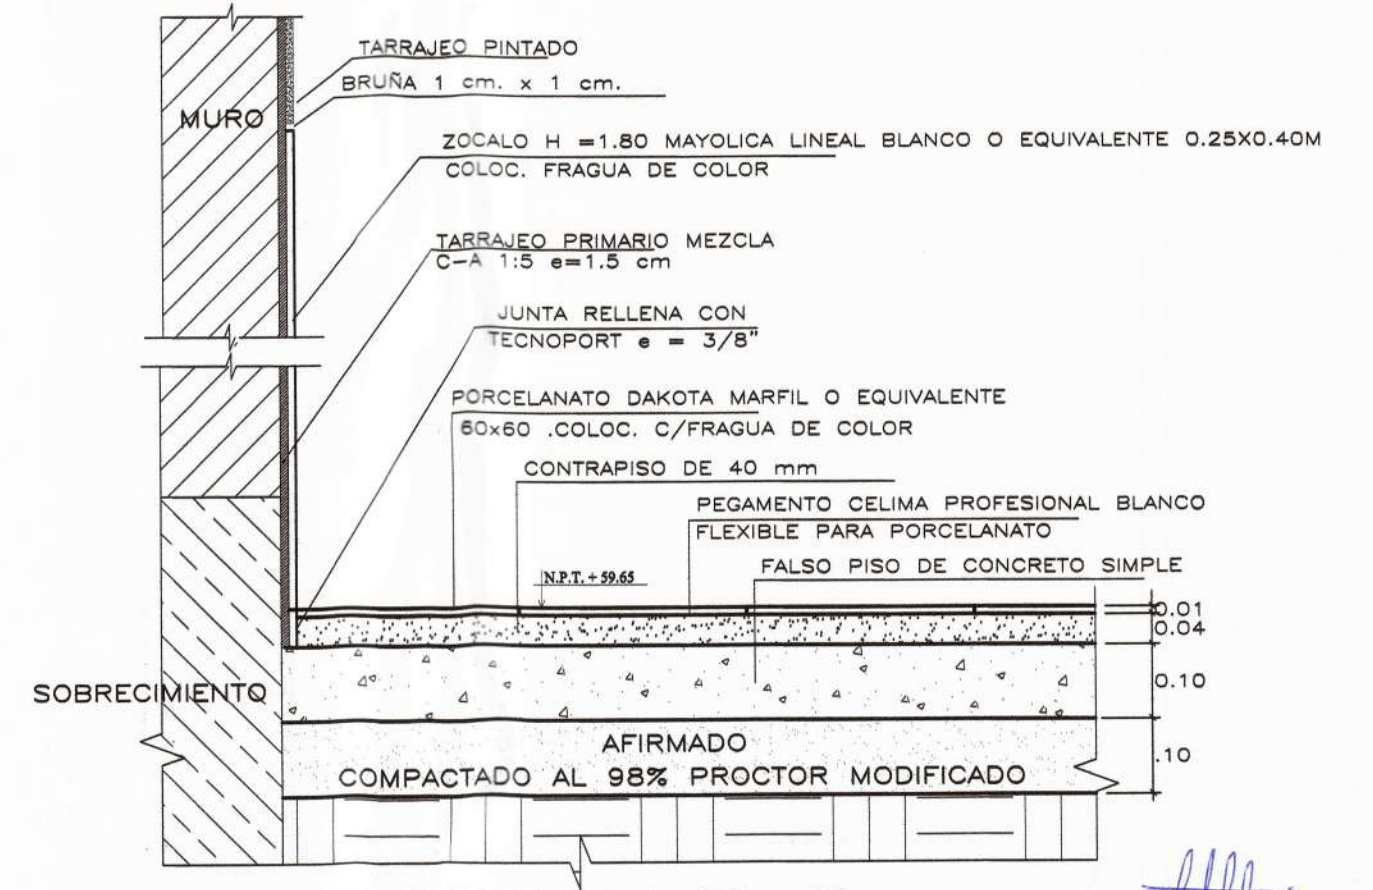 TARRAJEO PINTADO
BRUÑA 1 cm. x 1 cm.
MURO
ZOCALO H =1.80 MAYOLICA LINEAL BLANCO O EQUIVALENTE 0.25X0.40M
COLOC. FRAGUA DE COLOR
TARRAJEO PRIMARIO MEZCLA
C-A 1:5 e=1.5 cm
JUNTA RELLENA CON
TECNOPORT e = 3/8"
PORCELANATO DAKOTA MARFIL O EQUIVALENTE
60x60 .COLOC. C/FRAGUA DE COLOR
CONTRAPISO DE 40 mm
PEGAMENTO CELIMA PROFESIONAL BLANCO
FLEXIBLE PARA PORCELANATO
FALSO PISO DE CONCRETO SIMPLE
N.P.T. + 59.65
0.01
0.04
0.10
SOBRECIMIENTO
.10
AFIRMADO
COMPACTADO AL 98% PROCTOR MODIFICADO